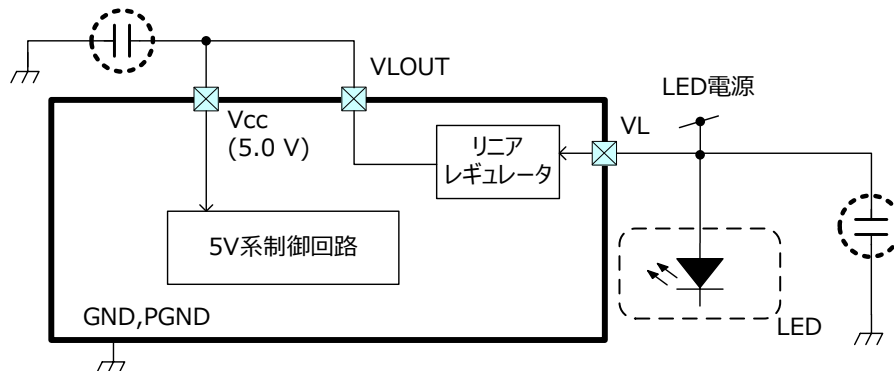 VLOUT
LED電源
Vcc
(5.0 V)
VL
リニア
レギュレータ
5V系制御回路
GND,PGND
LED